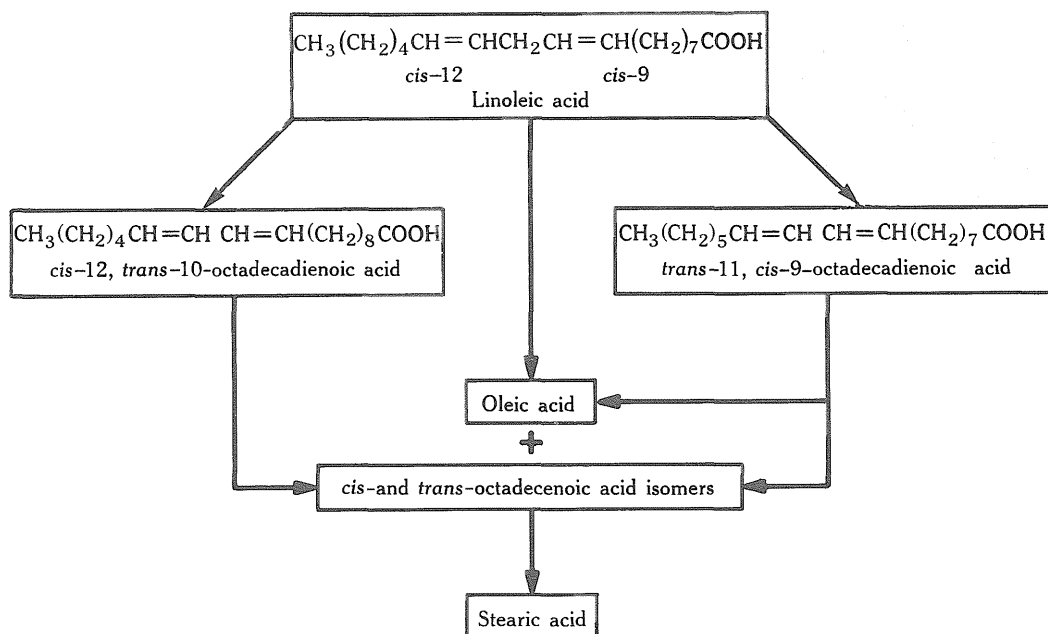 CH₃(CH₂)₄CH=CHCH₂CH=CH(CH₂)₇COOH
cis–12 cis–9
Linoleic acid
CH₃(CH₂)₄CH=CH CH=CH(CH₂)₈COOH
cis–12, trans–10–octadecadienoic acid
CH₃(CH₂)₅CH=CH CH=CH(CH₂)₇COOH
trans–11, cis–9–octadecadienoic acid
Oleic acid
+
cis–and trans–octadecenoic acid isomers
Stearic acid